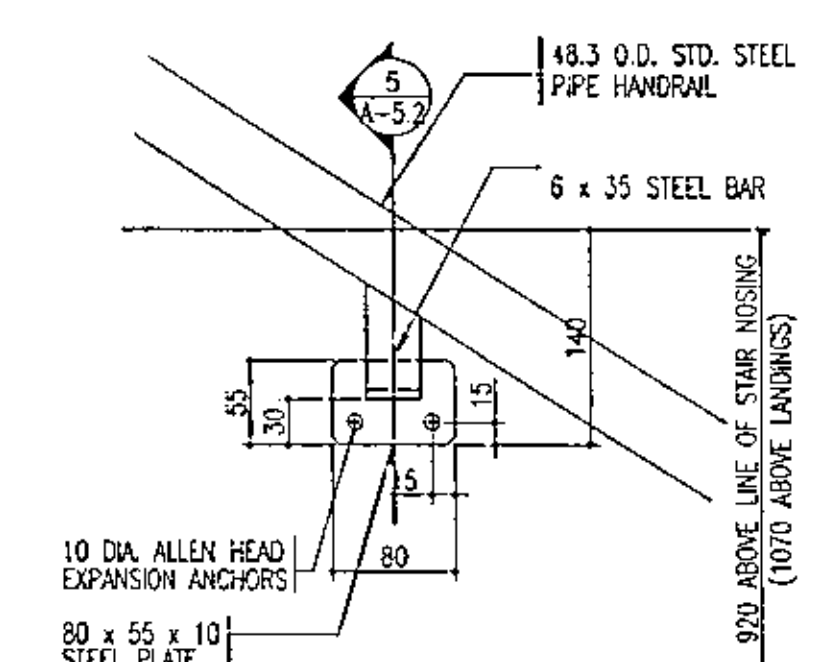 48.3 O.D. STD. STEEL
PIPE HANDRAIL
5
A-5.2
6 x 35 STEEL BAR
140
920 ABOVE LINE OF STAIR NOSING
(1070 ABOVE LANDINGS)
55
30
15
80
10 DIA. ALLEN HEAD
EXPANSION ANCHORS
80 x 55 x 10
STEEL PLATE